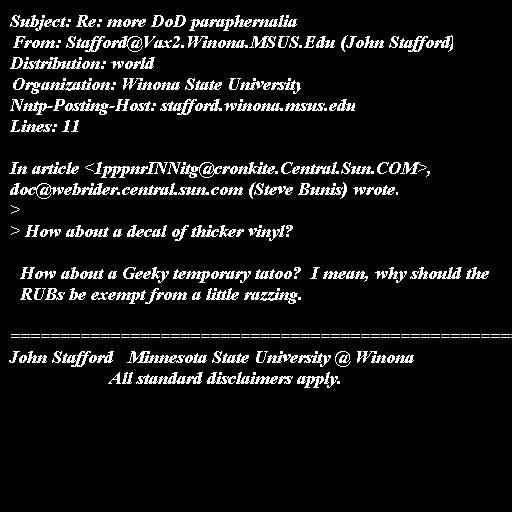 Subject: Re: more DoD paraphernalia
From: Stafford@Vax2.Winona.MSUS.Edu (John Stafford)
Distribution: world
Organization: Winona State University
Nntp-Posting-Host: stafford.winona.msus.edu
Lines: 11

In article <1pppnrINNitg@cronkite.Central.Sun.COM>,
doc@webrider.central.sun.com (Steve Bunis) wrote.
>
> How about a decal of thicker vinyl?

How about a Geeky temporary tatoo?  I mean, why should the
RUBs be exempt from a little razzing.

====================================================
John Stafford   Minnesota State University @ Winona
All standard disclaimers apply.